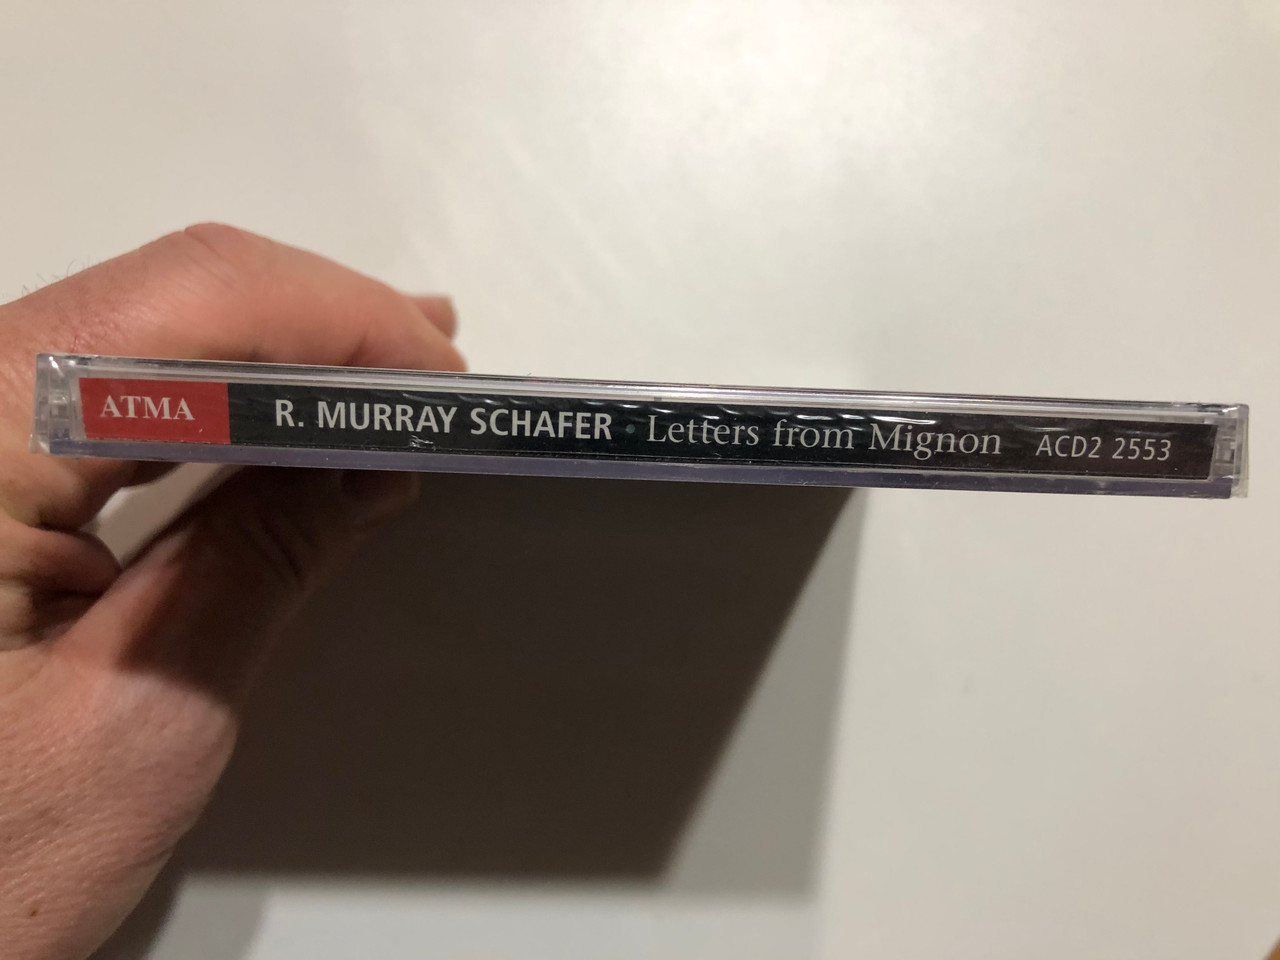 ATMA R. MURRAY SCHAFER · Letters from Mignon ACD2 2553